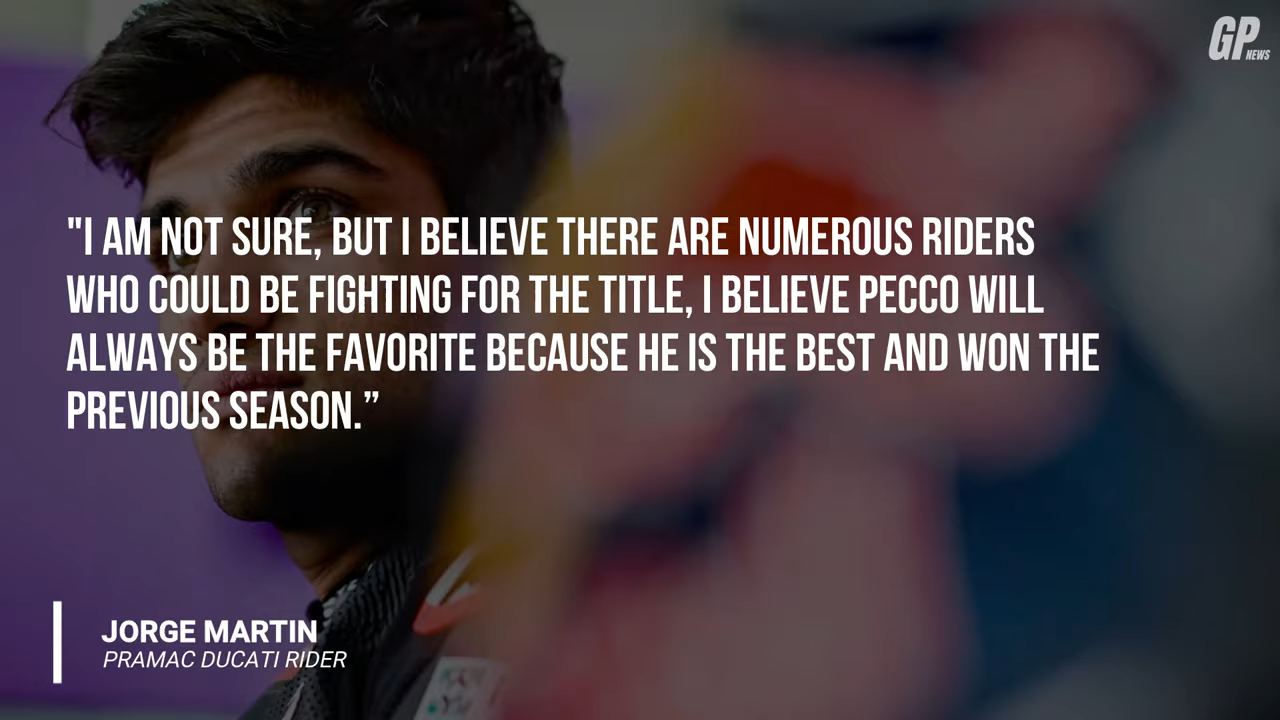 GP NEWS
"I AM NOT SURE, BUT I BELIEVE THERE ARE NUMEROUS RIDERS
WHO COULD BE FIGHTING FOR THE TITLE, I BELIEVE PECCO WILL
ALWAYS BE THE FAVORITE BECAUSE HE IS THE BEST AND WON THE
PREVIOUS SEASON.”
JORGE MARTIN
PRAMAC DUCATI RIDER